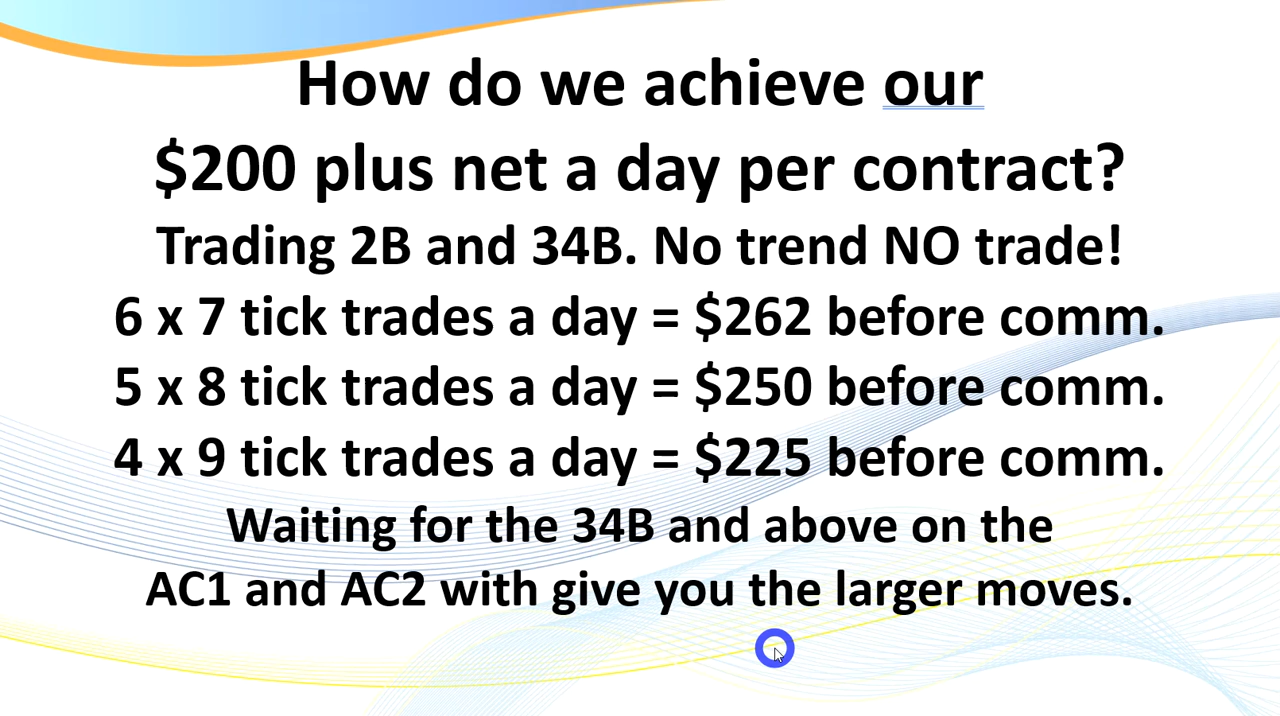 How do we achieve our
$200 plus net a day per contract?
Trading 2B and 34B. No trend NO trade!
6 x 7 tick trades a day = $262 before comm.
5 x 8 tick trades a day = $250 before comm.
4 x 9 tick trades a day = $225 before comm.
Waiting for the 34B and above on the
AC1 and AC2 with give you the larger moves.